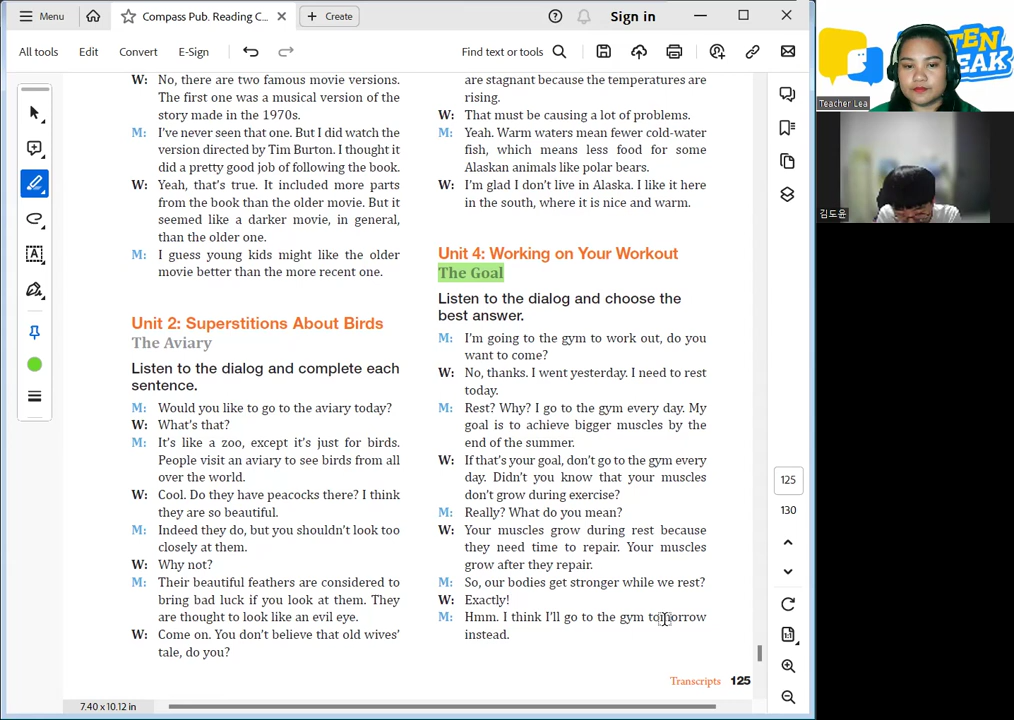 Menu
Compass Pub. Reading C...
Create
Sign in
All tools
Edit
Convert
E-Sign
Find text or tools
W: No, there are two famous movie versions.
The first one was a musical version of the
story made in the 1970s.
M: I've never seen that one. But I did watch the
version directed by Tim Burton. I thought it
did a pretty good job of following the book.
W: Yeah, that's true. It included more parts
from the book than the older movie. But it
seemed like a darker movie, in general,
than the older one.
M: I guess young kids might like the older
movie better than the more recent one.
Unit 2: Superstitions About Birds
The Aviary
Listen to the dialog and complete each
sentence.
M: Would you like to go to the aviary today?
W: What's that?
M: It's like a zoo, except it's just for birds.
People visit an aviary to see birds from all
over the world.
W: Cool. Do they have peacocks there? I think
they are so beautiful.
M: Indeed they do, but you shouldn't look too
closely at them.
W: Why not?
M: Their beautiful feathers are considered to
bring bad luck if you look at them. They
are thought to look like an evil eye.
W: Come on. You don't believe that old wives'
tale, do you?
are stagnant because the temperatures are
rising.
W: That must be causing a lot of problems.
M: Yeah. Warm waters mean fewer cold-water
fish, which means less food for some
Alaskan animals like polar bears.
W: I'm glad I don't live in Alaska. I like it here
in the south, where it is nice and warm.
Unit 4: Working on Your Workout
The Goal
Listen to the dialog and choose the
best answer.
M: I'm going to the gym to work out, do you
want to come?
W: No, thanks. I went yesterday. I need to rest
today.
M: Rest? Why? I go to the gym every day. My
goal is to achieve bigger muscles by the
end of the summer.
W: If that's your goal, don't go to the gym every
day. Didn't you know that your muscles
don't grow during exercise?
M: Really? What do you mean?
W: Your muscles grow during rest because
they need time to repair. Your muscles
grow after they repair.
M: So, our bodies get stronger while we rest?
W: Exactly!
M: Hmm. I think I'll go to the gym tomorrow
instead.
Transcripts 125
125
130
7.40 x 10.12 in
Teacher Lea
김도윤